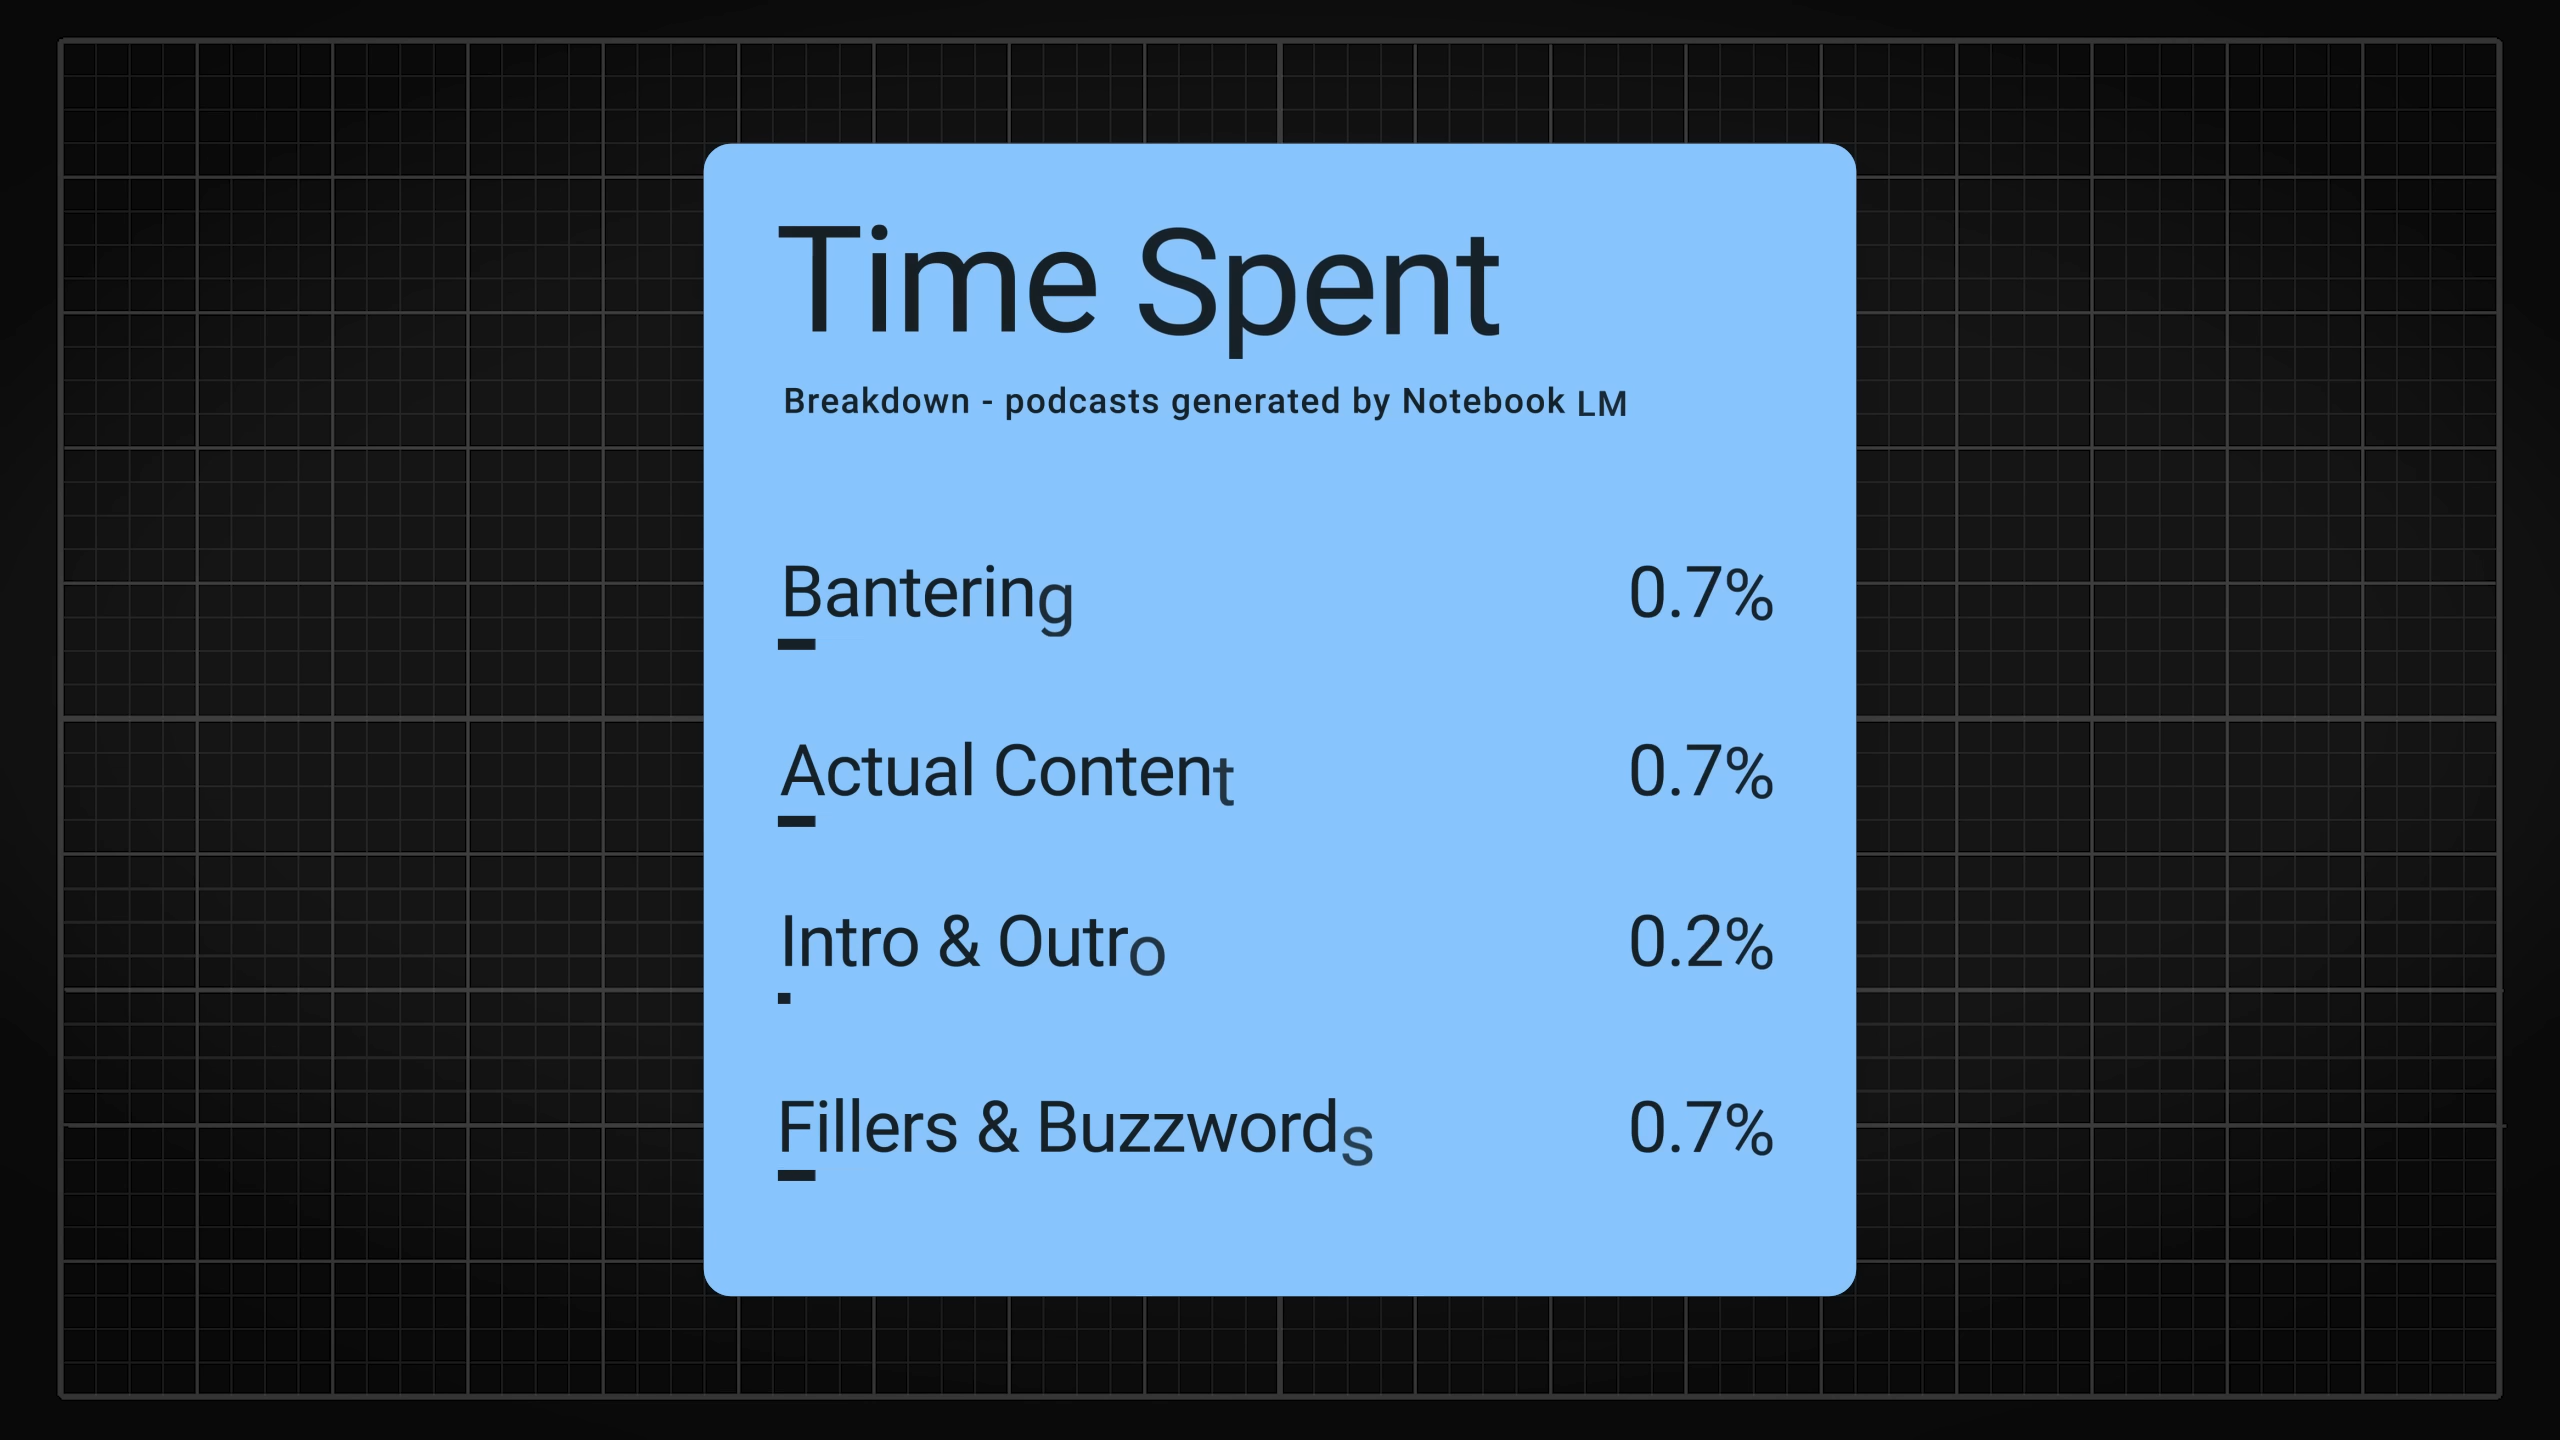 Time Spent
Breakdown - podcasts generated by Notebook LM
Bantering 0.7%
Actual Content 0.7%
Intro & Outro 0.2%
Fillers & Buzzwords 0.7%